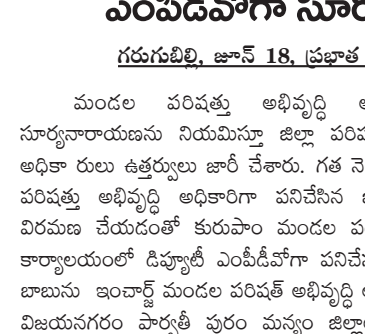 ఎంపీడీవోగా సూర
గరుగుబిల్లి, జూన్ 18, ప్రభాత
మండల పరిషత్తు అభివృద్ధి అ
సూర్యనారాయణను నియమిస్తూ జిల్లా పరిష
అధికా రులు ఉత్తర్వులు జారీ చేశారు. గత నె
పరిషత్తు అభివృద్ధి అధికారిగా పనిచేసిన
విరమణ చేయడంతో కురుపాం మండల ప
కార్యాలయంలో డిప్యూటీ ఎంపీడీవోగా పనిచే
బాబును ఇంచార్జ్ మండల పరిషత్ అభివృద్ధి అ
విజయనగరం పార్వతీ పురం మన్యం జిల్లా